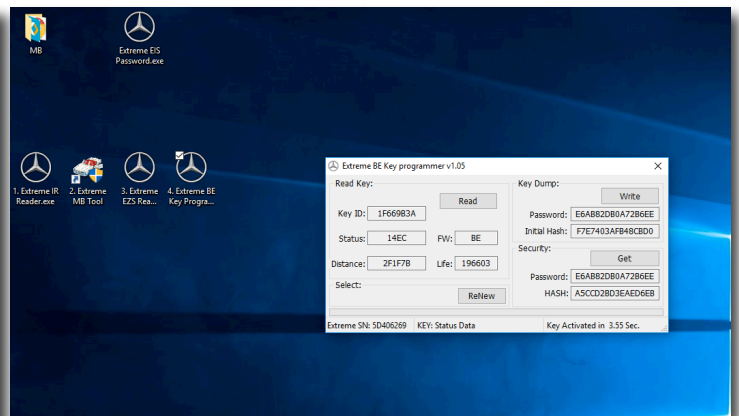 MB
Extreme EIS
Password.exe
1. Extreme IR
Reader.exe
2. Extreme
MB Tool
3. Extreme
EZS Rea...
4. Extreme BE
Key Progra...
Extreme BE Key programmer v1.05
Read Key:
Read
Key ID: 1F669B3A
Status: 14EC FW: BE
Distance: 2F1F7B Life: 196603
Select:
ReNew
Key Dump:
Write
Password: E6AB82DB0A72B6EE
Initial Hash: F7E7403AFB48CBD0
Security:
Get
Password: E6AB82DB0A72B6EE
HASH: A5CCD2BD3EAED6EB
Extreme SN: 5D406269 KEY: Status Data Key Activated in 3.55 Sec.